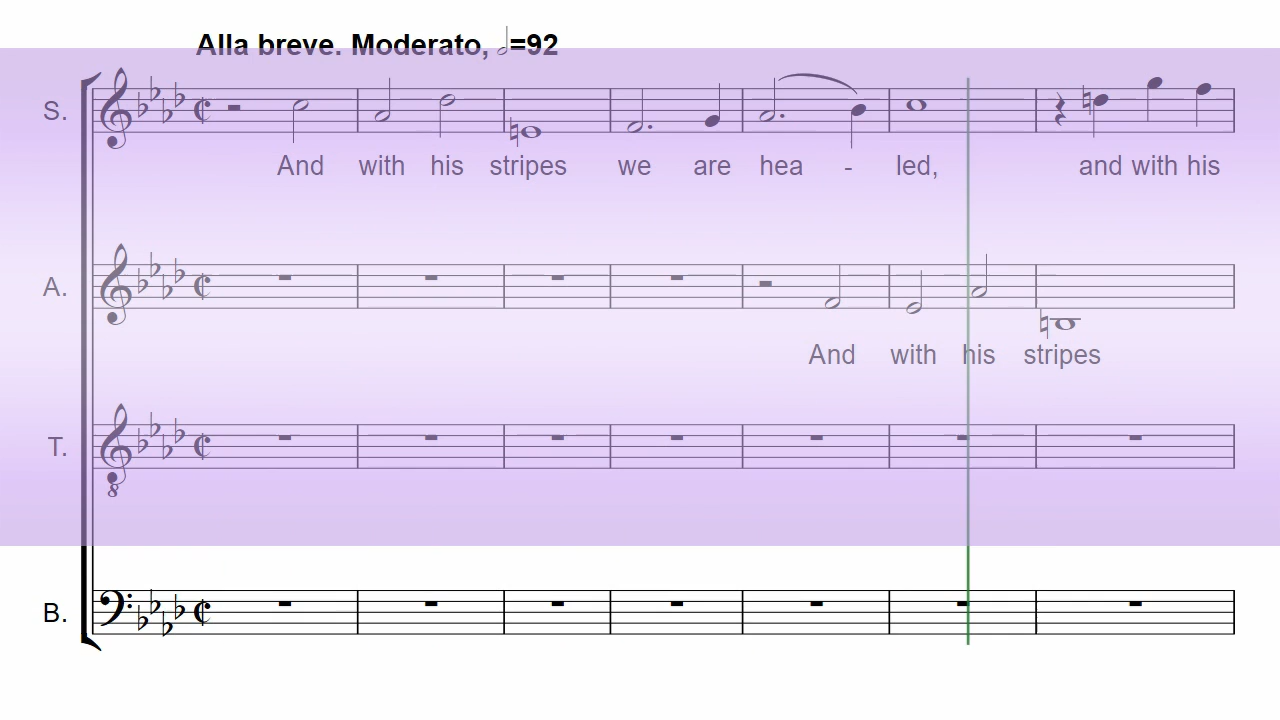 Alla breve. Moderato, 𝅗𝅥=92
S.
And with his stripes we are hea - led, and with his
A.
And with his stripes
T.
8
B.